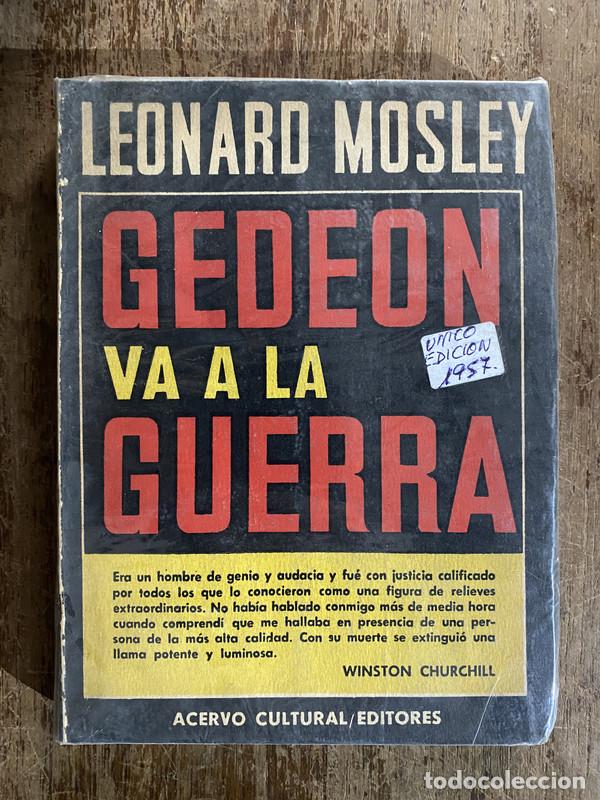 LEONARD MOSLEY
GEDEON
VA A LA
GUERRA
UNICO
EDICION
1957.
Era un hombre de genio y audacia y fué con justicia calificado
por todos los que lo conocieron como una figura de relieves
extraordinarios. No había hablado conmigo más de media hora
cuando comprendí que me hallaba en presencia de una per-
sona de la más alta calidad. Con su muerte se extinguió una
llama potente y luminosa.
WINSTON CHURCHILL
ACERVO CULTURAL/EDITORES
todocoleccion